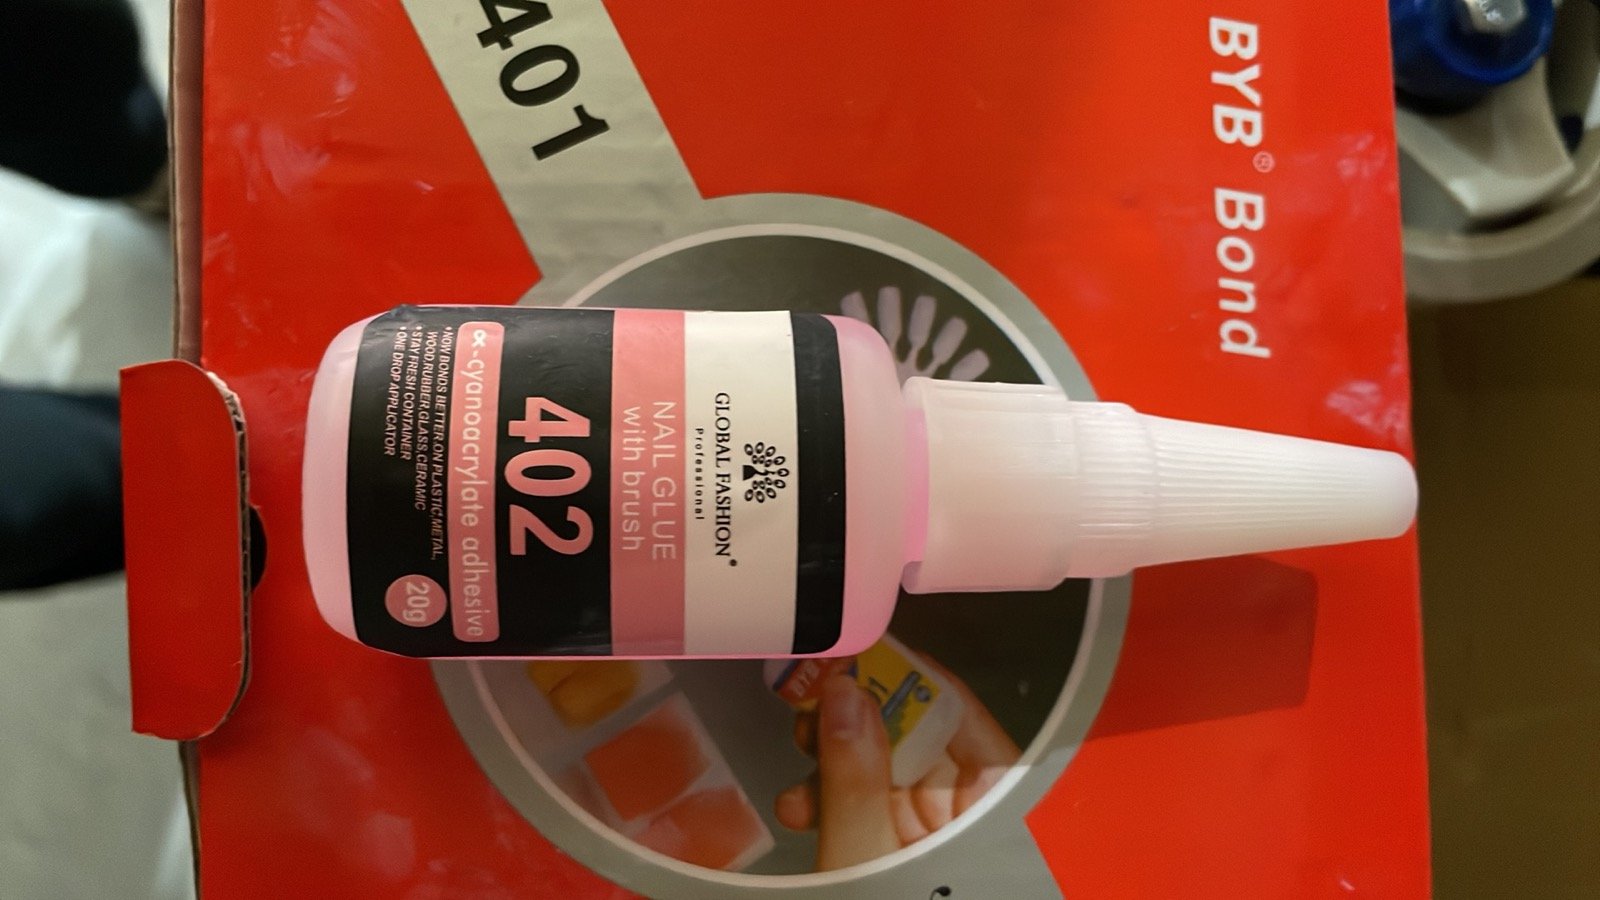 401
BYB® Bond
GLOBAL FASHION®
Professional
NAIL GLUE
with brush
402
α-cyanoacrylate adhesive
•NOW BONDS BETTER.ON PLASTIC,METAL,
WOOD,RUBBER,GLASS,CERAMIC
•STAY FRESH CONTAINER
•ONE DROP APPLICATOR
20g
BYB